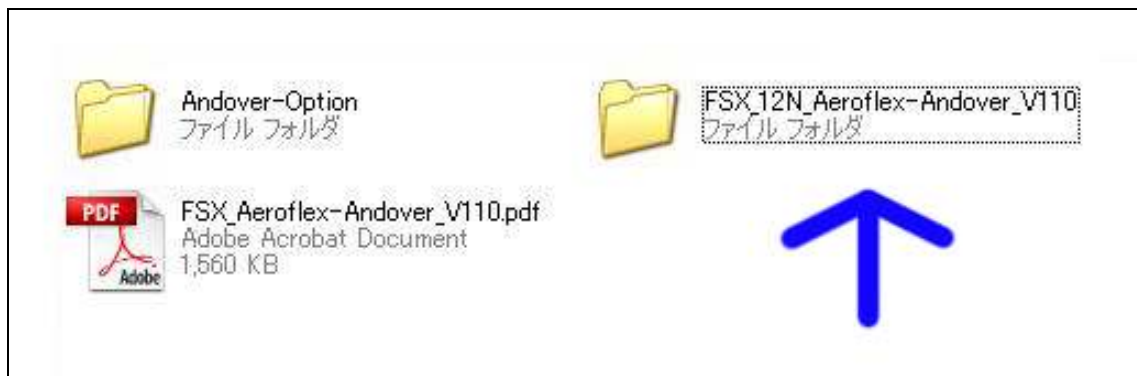 Andover-Option
ファイル フォルダ
FSX_12N_Aeroflex-Andover_V110
ファイル フォルダ
PDF
Adobe
FSX_Aeroflex-Andover_V110.pdf
Adobe Acrobat Document
1,560 KB